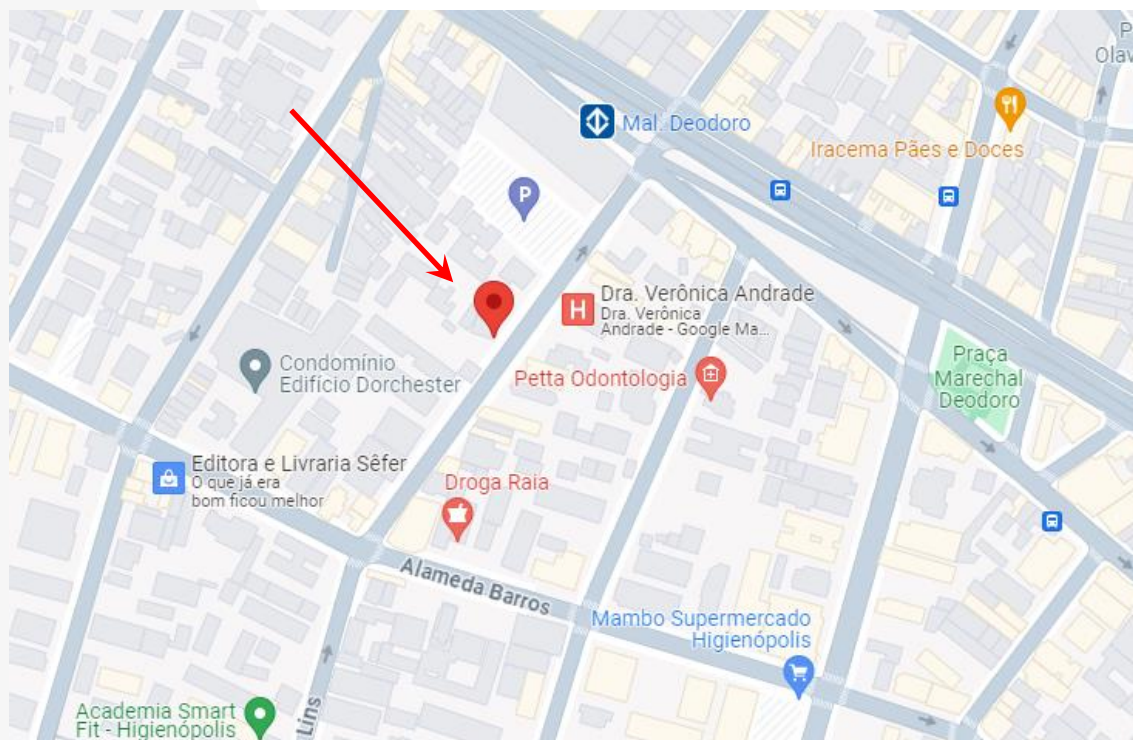 P
Olav
Mal. Deodoro
Iracema Pães e Doces
P
Dra. Verônica Andrade
Dra. Verônica
Andrade - Google Ma...
H
Praça
Marechal
Deodoro
Condomínio
Edifício Dorchester
Petta Odontologia
Editora e Livraria Sêfer
O que já era
bom ficou melhor
Droga Raia
Alameda Barros
Mambo Supermercado
Higienópolis
Academia Smart
Fit - Higienópolis
Lins